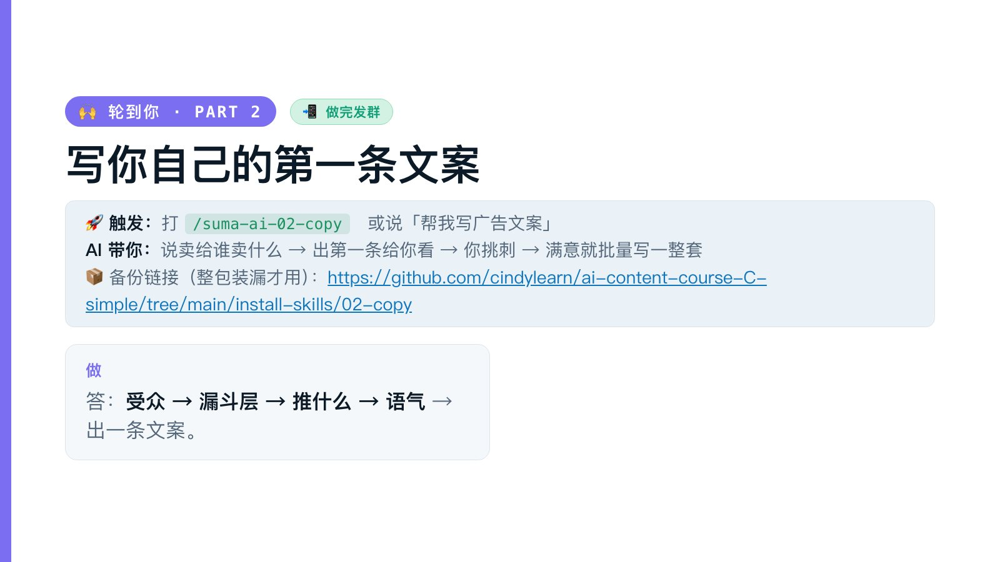 🙌 轮到你 · PART 2
📲 做完发群
写你自己的第一条文案
🚀 触发：打 /suma-ai-02-copy 或说「帮我写广告文案」
AI 带你：说卖给谁卖什么 → 出第一条给你看 → 你挑刺 → 满意就批量写一整套
📦 备份链接（整包装漏才用）：https://github.com/cindylearn/ai-content-course-C-
simple/tree/main/install-skills/02-copy
做
答：受众 → 漏斗层 → 推什么 → 语气 →
出一条文案。